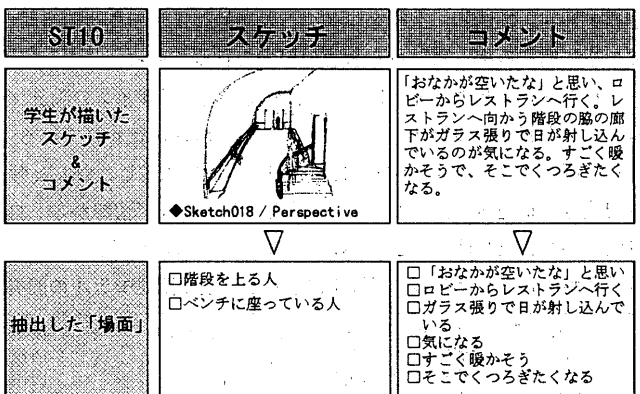 ST10
スケッチ
コメント
学生が描いた
スケッチ
&
コメント
◆Sketch018 / Perspective
「おなかが空いたな」と思い、ロ
ビーからレストランへ行く。レ
ストランへ向かう階段の脇の廊
下がガラス張りで日が射し込ん
でいるのが気になる。すごく暖
かそうで、そこでくつろぎたく
なる。
抽出した「場面」
□階段を上る人
□ベンチに座っている人
□「おなかが空いたな」と思い
□ロビーからレストランへ行く
□ガラス張りで日が射し込んで
いる
□気になる
□すごく暖かそう
□そこでくつろぎたくなる